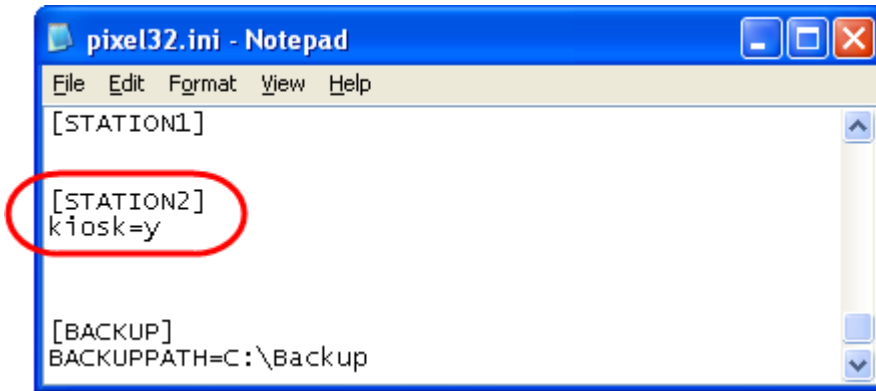 pixel32.ini - Notepad
File Edit Format View Help
[STATION1]
[STATION2]
kiosk=y
[BACKUP]
BACKUPPATH=C:\Backup